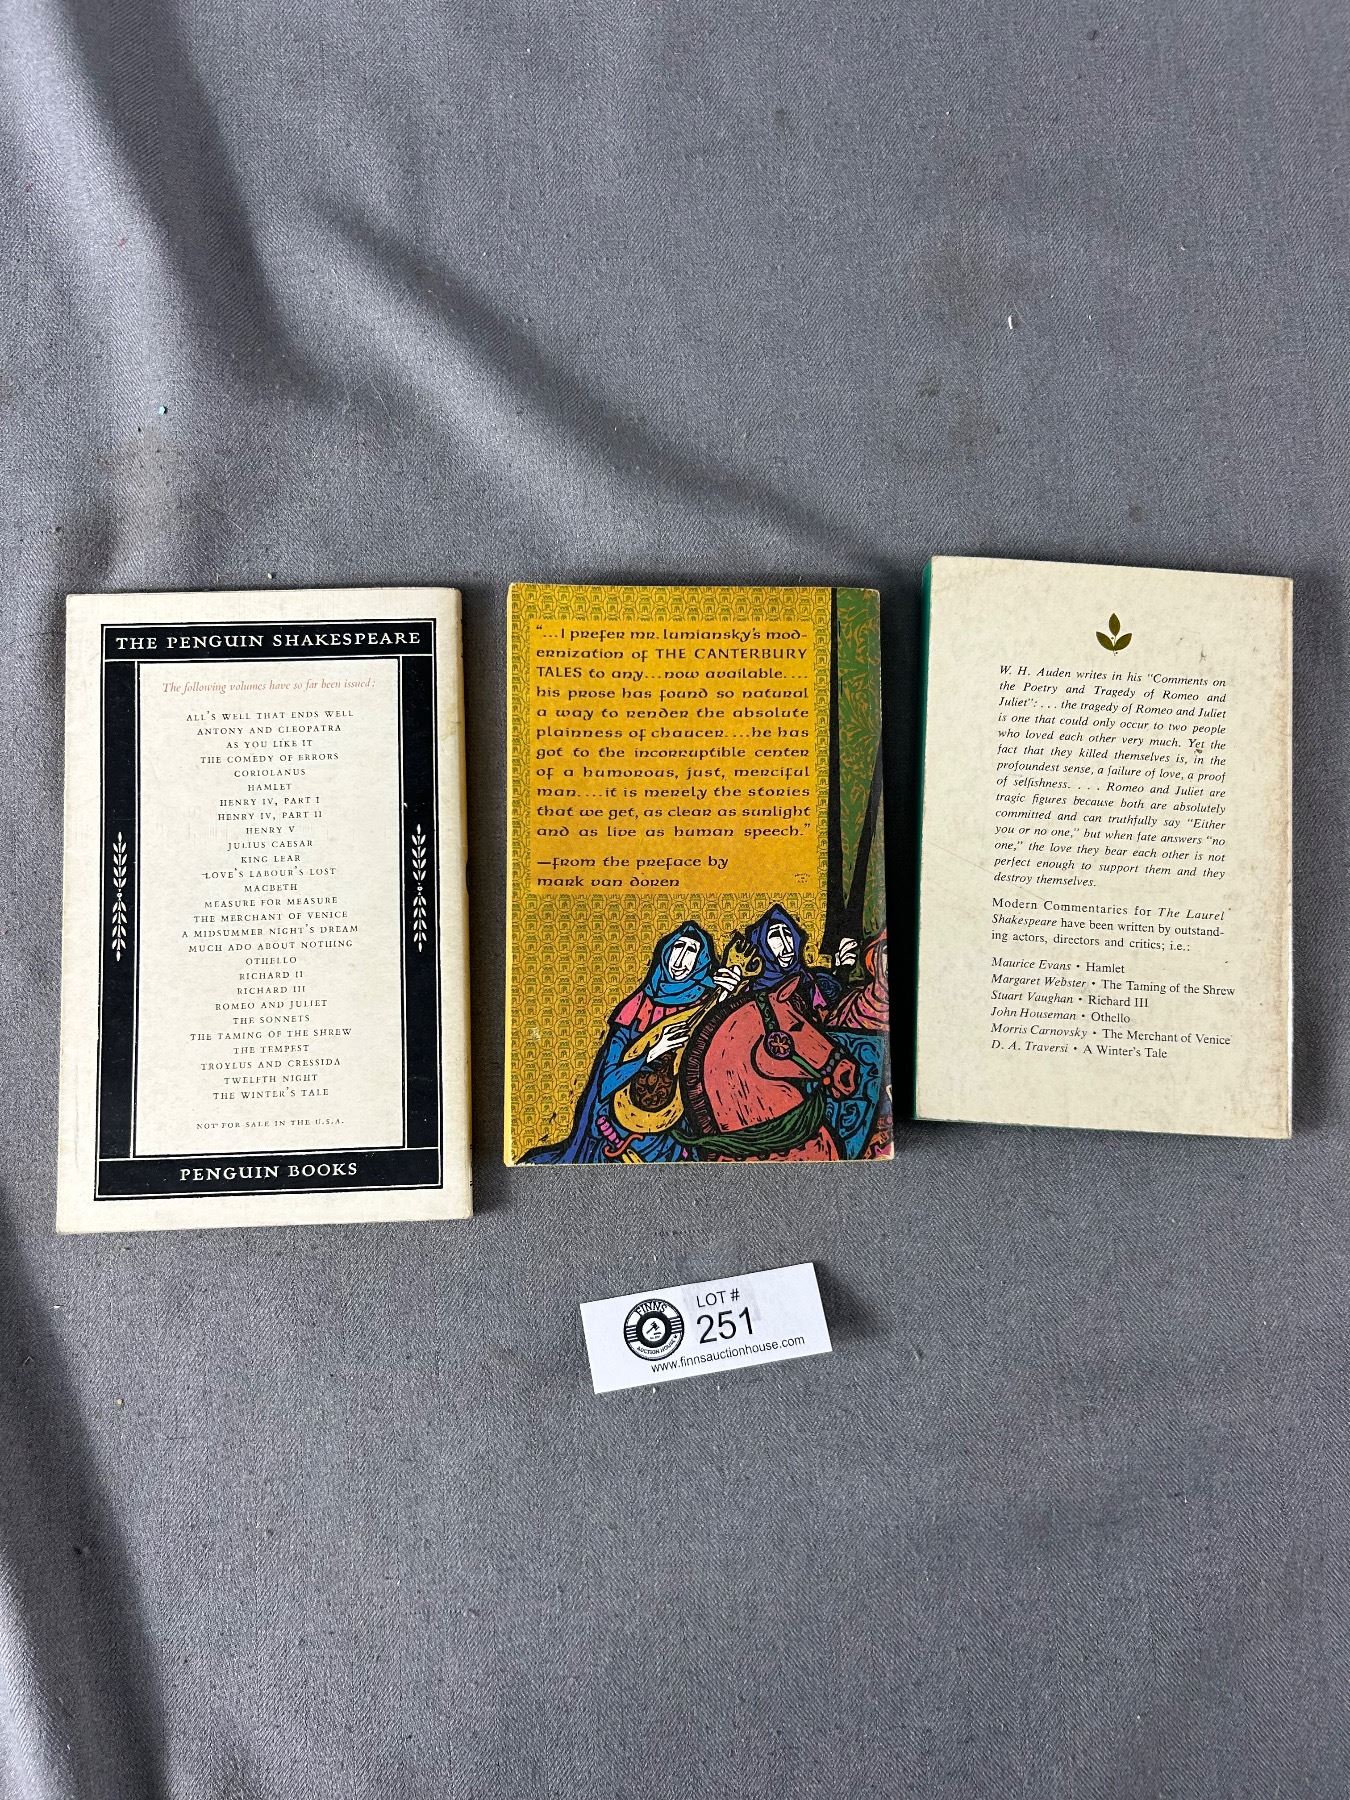 THE PENGUIN SHAKESPEARE
The following volumes have so far been issued:
ALL'S WELL THAT ENDS WELL
ANTONY AND CLEOPATRA
AS YOU LIKE IT
THE COMEDY OF ERRORS
CORIOLANUS
HAMLET
HENRY IV, PART I
HENRY IV, PART II
HENRY V
JULIUS CAESAR
KING LEAR
LOVE'S LABOUR'S LOST
MACBETH
MEASURE FOR MEASURE
THE MERCHANT OF VENICE
A MIDSUMMER NIGHT'S DREAM
MUCH ADO ABOUT NOTHING
OTHELLO
RICHARD II
RICHARD III
ROMEO AND JULIET
THE SONNETS
THE TAMING OF THE SHREW
THE TEMPEST
TROYLUS AND CRESSIDA
TWELFTH NIGHT
THE WINTER'S TALE
NOT FOR SALE IN THE U.S.A.
PENGUIN BOOKS
"...I prefer mr. lumiansky's mod-
ernization of THE CANTERBURY
TALES to any...now available....
his prose has found so natural
a way to render the absolute
plainness of chaucer....he has
got to the incorruptible center
of a humorous, just, merciful
man....it is merely the stories
that we get, as clear as sunlight
and as live as human speech."
—from the preface by
mark van doren
W. H. Auden writes in his "Comments on
the Poetry and Tragedy of Romeo and
Juliet": . . . the tragedy of Romeo and Juliet
is one that could only occur to two people
who loved each other very much. Yet the
fact that they killed themselves is, in the
profoundest sense, a failure of love, a proof
of selfishness. . . . Romeo and Juliet are
tragic figures because both are absolutely
committed and can truthfully say "Either
you or no one," but when fate answers "no
one," the love they bear each other is not
perfect enough to support them and they
destroy themselves.
Modern Commentaries for The Laurel
Shakespeare have been written by outstand-
ing actors, directors and critics; i.e.:
Maurice Evans • Hamlet
Margaret Webster • The Taming of the Shrew
Stuart Vaughan • Richard III
John Houseman • Othello
Morris Carnovsky • The Merchant of Venice
D. A. Traversi • A Winter's Tale
FINNS
AUCTION HOUSE
LOT #
251
www.finnsauctionhouse.com